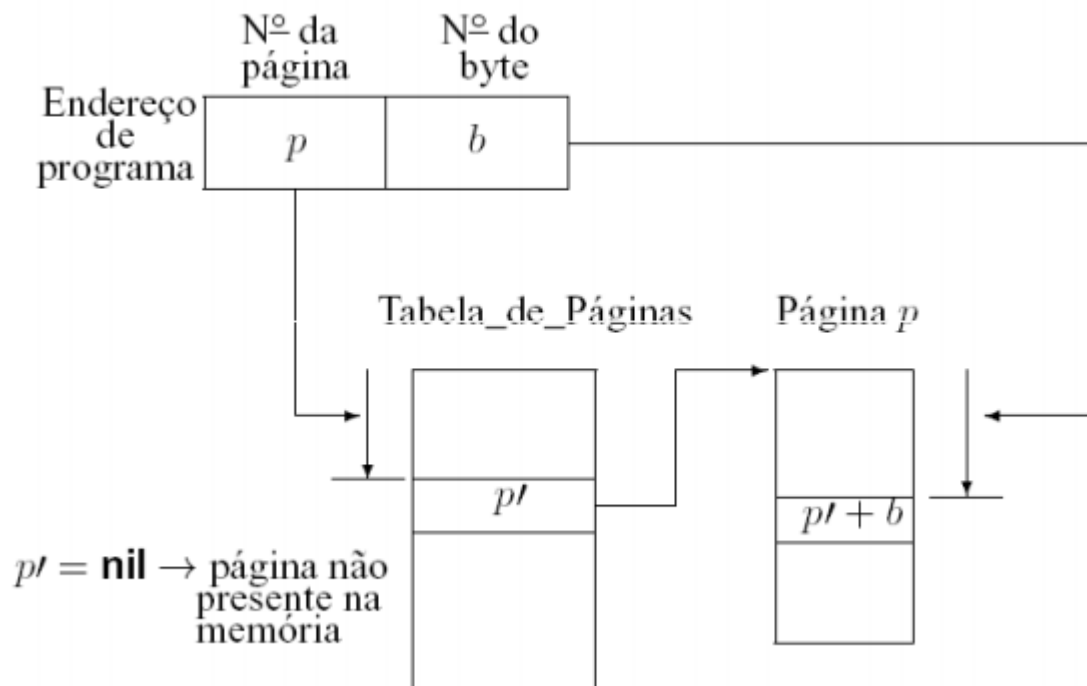 Nº da
página
Nº do
byte
Endereço
de
programa
p
b
Tabela_de_Páginas
Página p
p′
p′ + b
p′ = nil → página não
presente na
memória